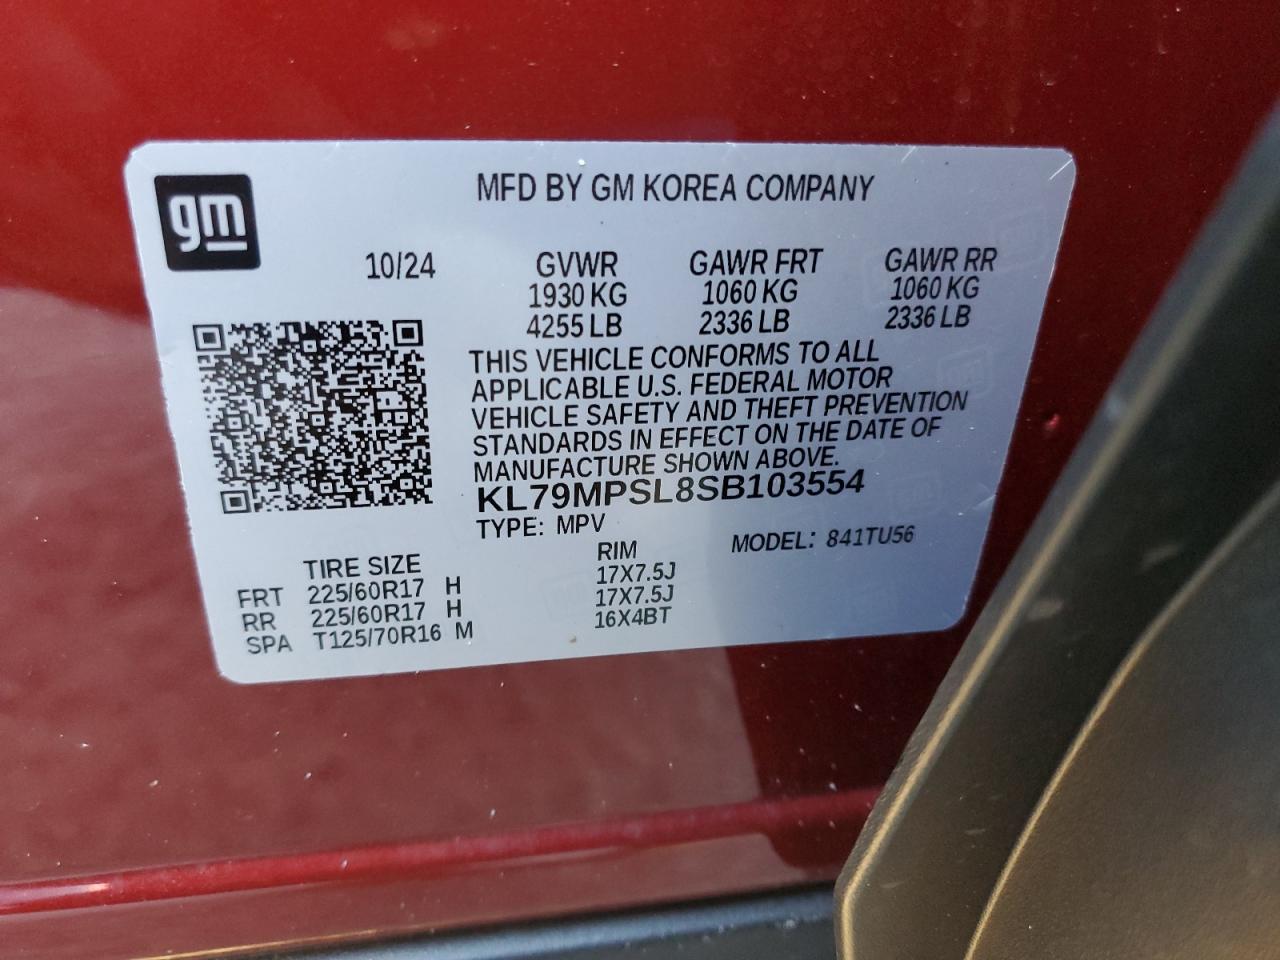 gm
MFD BY GM KOREA COMPANY
10/24 GVWR GAWR FRT GAWR RR
1930 KG 1060 KG 1060 KG
4255 LB 2336 LB 2336 LB
THIS VEHICLE CONFORMS TO ALL
APPLICABLE U.S. FEDERAL MOTOR
VEHICLE SAFETY AND THEFT PREVENTION
STANDARDS IN EFFECT ON THE DATE OF
MANUFACTURE SHOWN ABOVE.
KL79MPSL8SB103554
TYPE: MPV MODEL: 841TU56
TIRE SIZE RIM
FRT 225/60R17 H 17X7.5J
RR 225/60R17 H 17X7.5J
SPA T125/70R16 M 16X4BT